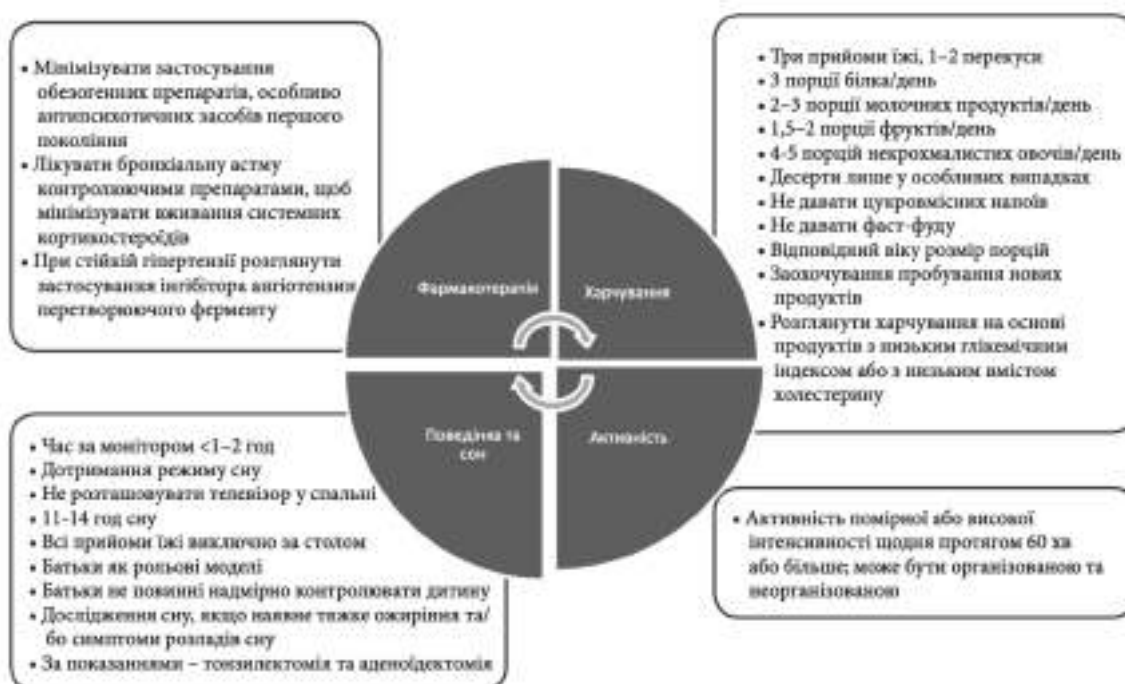 • Мінімізувати застосування
обезогенних препаратів, особливо
антипсихотичних засобів першого
покоління
• Лікувати бронхіальну астму
контролюючими препаратами, щоб
мінімізувати вживання системних
кортикостероїдів
• При стійкій гіпертензії розглянути
застосування інгібітора ангіотензин
перетворюючого ферменту
• Три прийоми їжі, 1–2 перекуси
• 3 порції білка/день
• 2–3 порції молочних продуктів/день
• 1,5–2 порції фруктів/день
• 4-5 порцій некрохмалистих овочів/день
• Десерти лише у особливих випадках
• Не давати цукровмісних напоїв
• Не давати фаст-фуду
• Відповідний віку розмір порцій
• Заохочування пробування нових
продуктів
• Розглянути харчування на основі
продуктів з низьким глікемічним
індексом або з низьким вмістом
холестерину
Фармакотерапія
Харчування
Поведінка та
сон
Активність
• Час за монітором <1–2 год
• Дотримання режиму сну
• Не розташовувати телевізор у спальні
• 11-14 год сну
• Всі прийоми їжі виключно за столом
• Батьки як рольові моделі
• Батьки не повинні надмірно контролювати дитину
• Дослідження сну, якщо наявне тяжке ожиріння та/
бо симптоми розладів сну
• За показаннями – тонзилектомія та аденоїдектомія
• Активність помірної або високої
інтенсивності щодня протягом 60 хв
або більше; може бути організованою та
неорганізованою